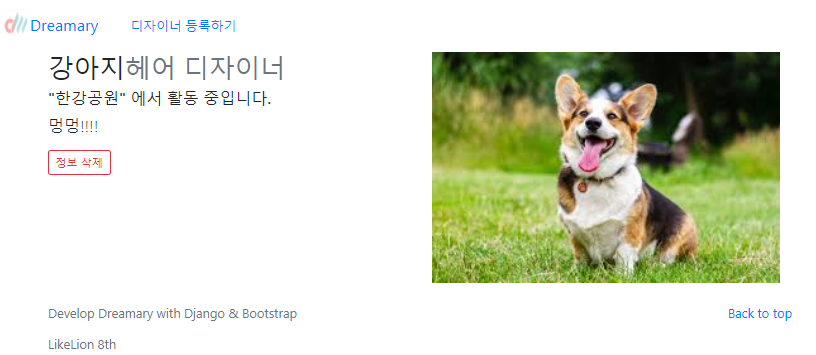 Dreamary 디자이너 등록하기
강아지헤어 디자이너
"한강공원" 에서 활동 중입니다.
멍멍!!!!
정보 삭제
Develop Dreamary with Django & Bootstrap
Back to top
LikeLion 8th